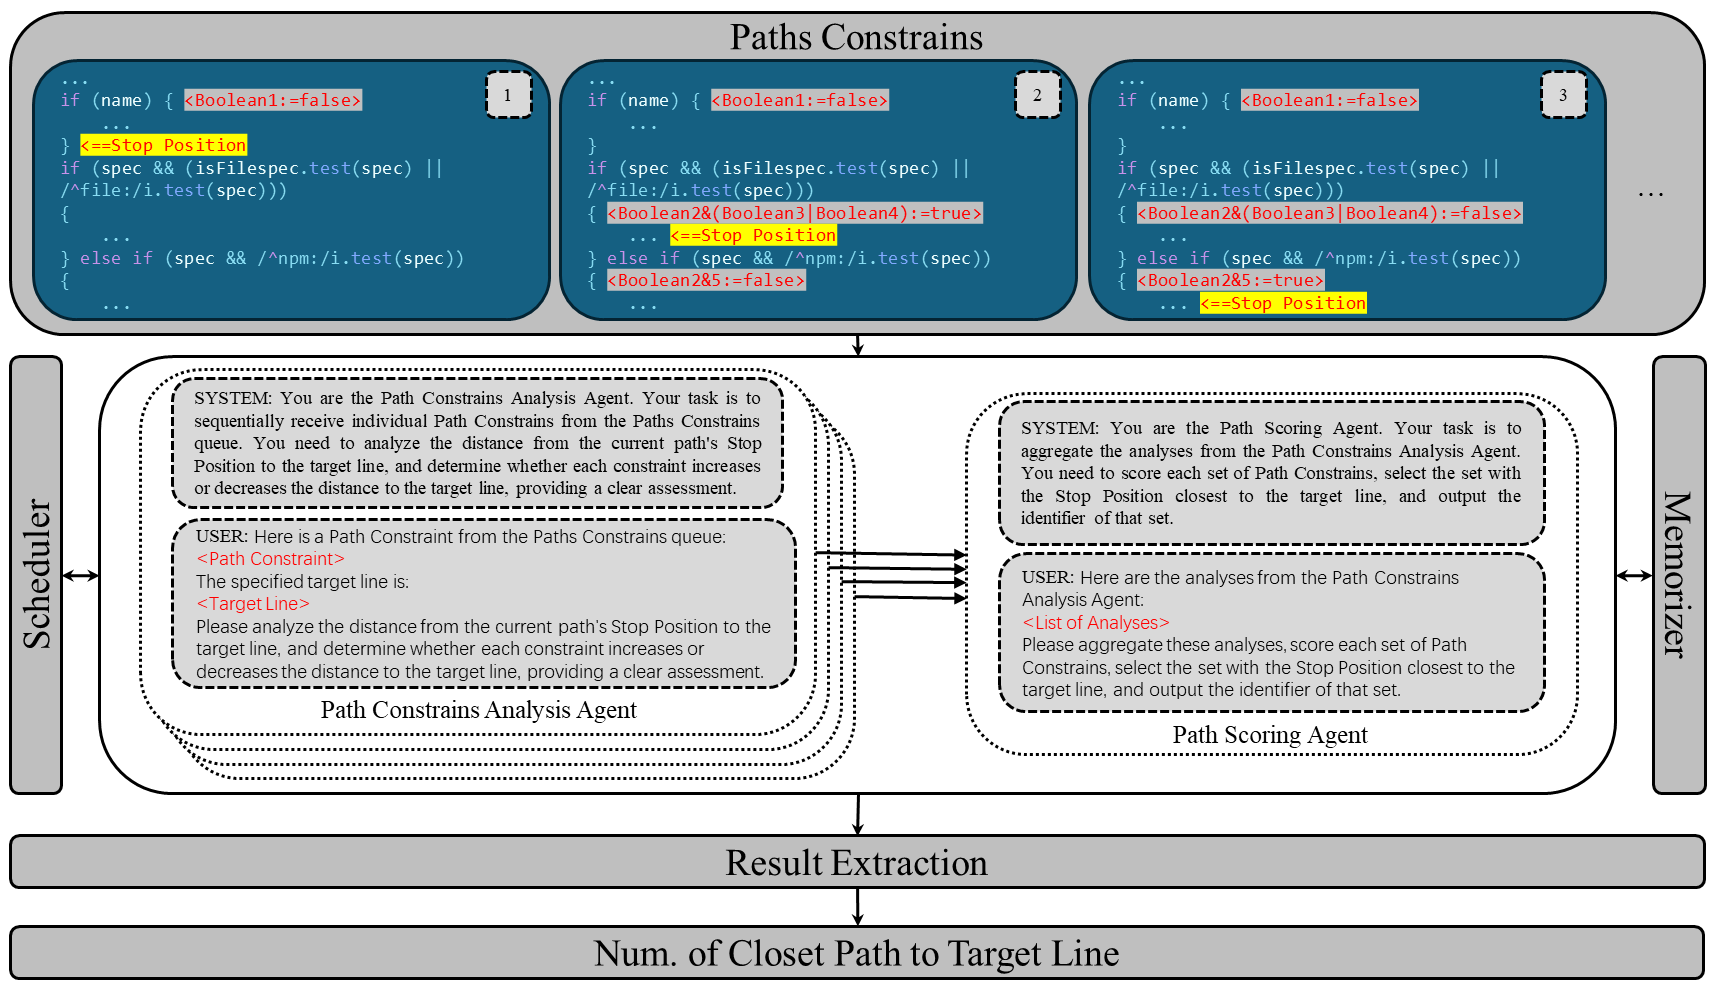 Paths Constrains
...
if (name) { <Boolean1:=false>
...
} <==Stop Position
if (spec && (isFilespec.test(spec) ||
/^file:/i.test(spec)))
{
...
} else if (spec && /^npm:/i.test(spec))
{
...
1
...
if (name) { <Boolean1:=false>
...
}
if (spec && (isFilespec.test(spec) ||
/^file:/i.test(spec)))
{ <Boolean2&(Boolean3|Boolean4):=true>
... <==Stop Position
} else if (spec && /^npm:/i.test(spec))
{ <Boolean2&5:=false>
...
2
...
if (name) { <Boolean1:=false>
...
}
if (spec && (isFilespec.test(spec) ||
/^file:/i.test(spec)))
{ <Boolean2&(Boolean3|Boolean4):=false>
...
} else if (spec && /^npm:/i.test(spec))
{ <Boolean2&5:=true>
... <==Stop Position
3
...
Scheduler
SYSTEM: You are the Path Constrains Analysis Agent. Your task is to
sequentially receive individual Path Constrains from the Paths Constrains
queue. You need to analyze the distance from the current path's Stop
Position to the target line, and determine whether each constraint increases
or decreases the distance to the target line, providing a clear assessment.
USER: Here is a Path Constraint from the Paths Constrains queue:
<Path Constraint>
The specified target line is:
<Target Line>
Please analyze the distance from the current path's Stop Position to the
target line, and determine whether each constraint increases or
decreases the distance to the target line, providing a clear assessment.
Path Constrains Analysis Agent
SYSTEM: You are the Path Scoring Agent. Your task is to
aggregate the analyses from the Path Constrains Analysis Agent.
You need to score each set of Path Constrains, select the set with
the Stop Position closest to the target line, and output the
identifier of that set.
USER: Here are the analyses from the Path Constrains
Analysis Agent:
<List of Analyses>
Please aggregate these analyses, score each set of Path
Constrains, select the set with the Stop Position closest to the
target line, and output the identifier of that set.
Path Scoring Agent
Memorizer
Result Extraction
Num. of Closet Path to Target Line